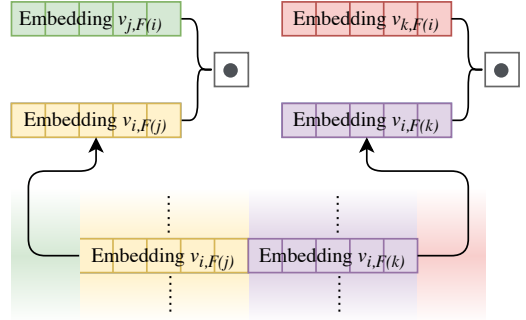 Embedding v_{j,F(i)}
Embedding v_{k,F(i)}
Embedding v_{i,F(j)}
Embedding v_{i,F(k)}
Embedding v_{i,F(j)}
Embedding v_{i,F(k)}